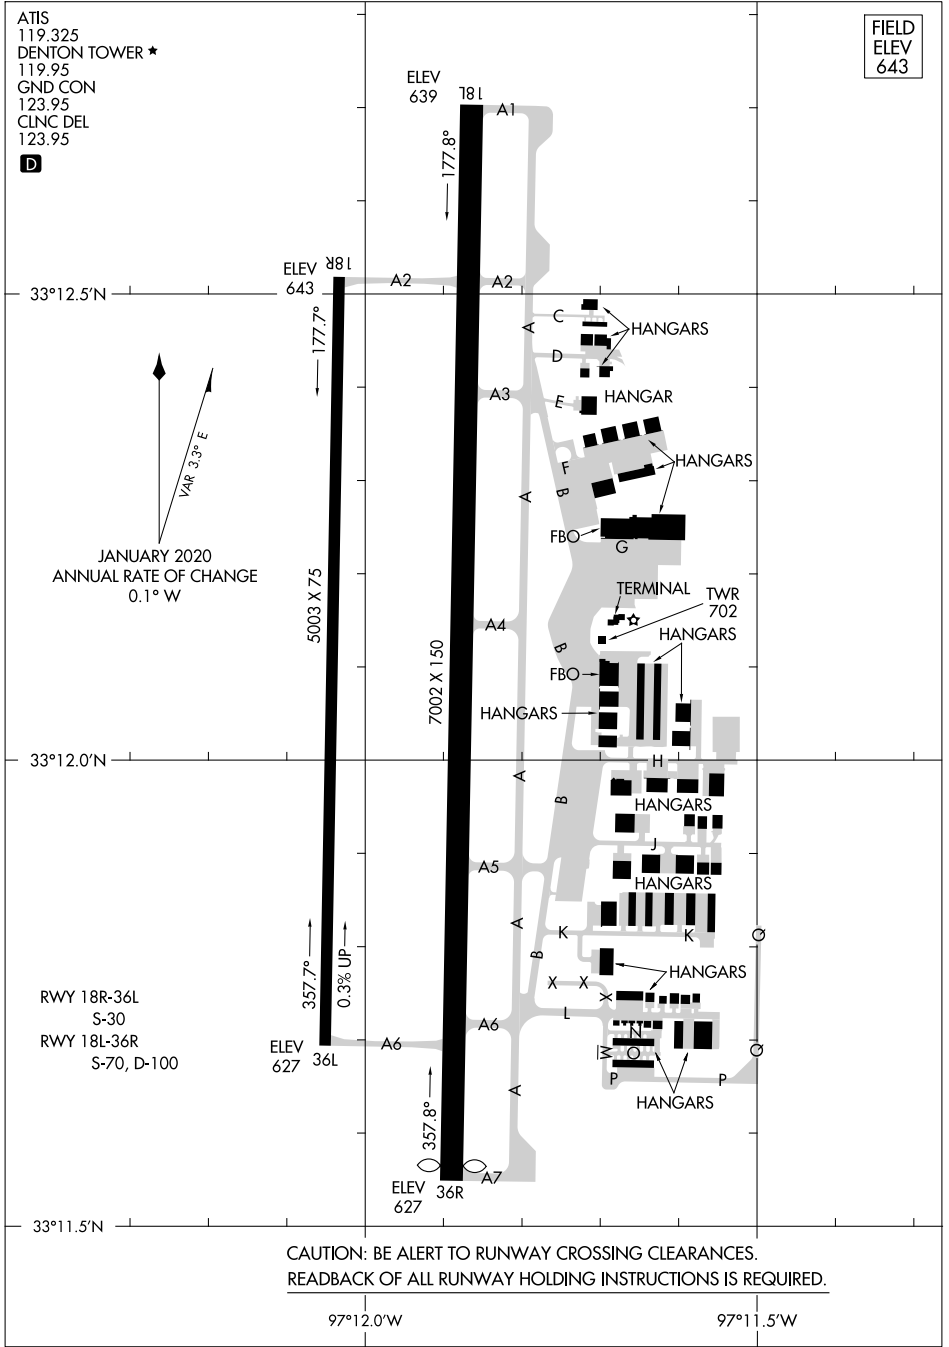 ATIS
119.325
DENTON TOWER ★
119.95
GND CON
123.95
CLNC DEL
123.95
D
FIELD
ELEV
643
ELEV
639
18L
A1
177.8°
ELEV
643
18R
A2
A2
33°12.5'N
177.7°
A
C
HANGARS
D
A3
E
HANGAR
VAR 3.3° E
F
HANGARS
A
B
FBO
G
JANUARY 2020
ANNUAL RATE OF CHANGE
0.1° W
5003 X 75
7002 X 150
TERMINAL
TWR
702
A4
HANGARS
B
FBO
HANGARS
33°12.0'N
H
A
B
HANGARS
J
A5
HANGARS
A
K
K
Q
B
357.7°
0.3% UP
HANGARS
X
X
X
L
RWY 18R-36L
S-30
RWY 18L-36R
S-70, D-100
A6
A6
N
ELEV
627
36L
W
O
Q
P
P
A
HANGARS
357.8°
A7
ELEV
627
36R
33°11.5'N
CAUTION: BE ALERT TO RUNWAY CROSSING CLEARANCES.
READBACK OF ALL RUNWAY HOLDING INSTRUCTIONS IS REQUIRED.
97°12.0'W
97°11.5'W